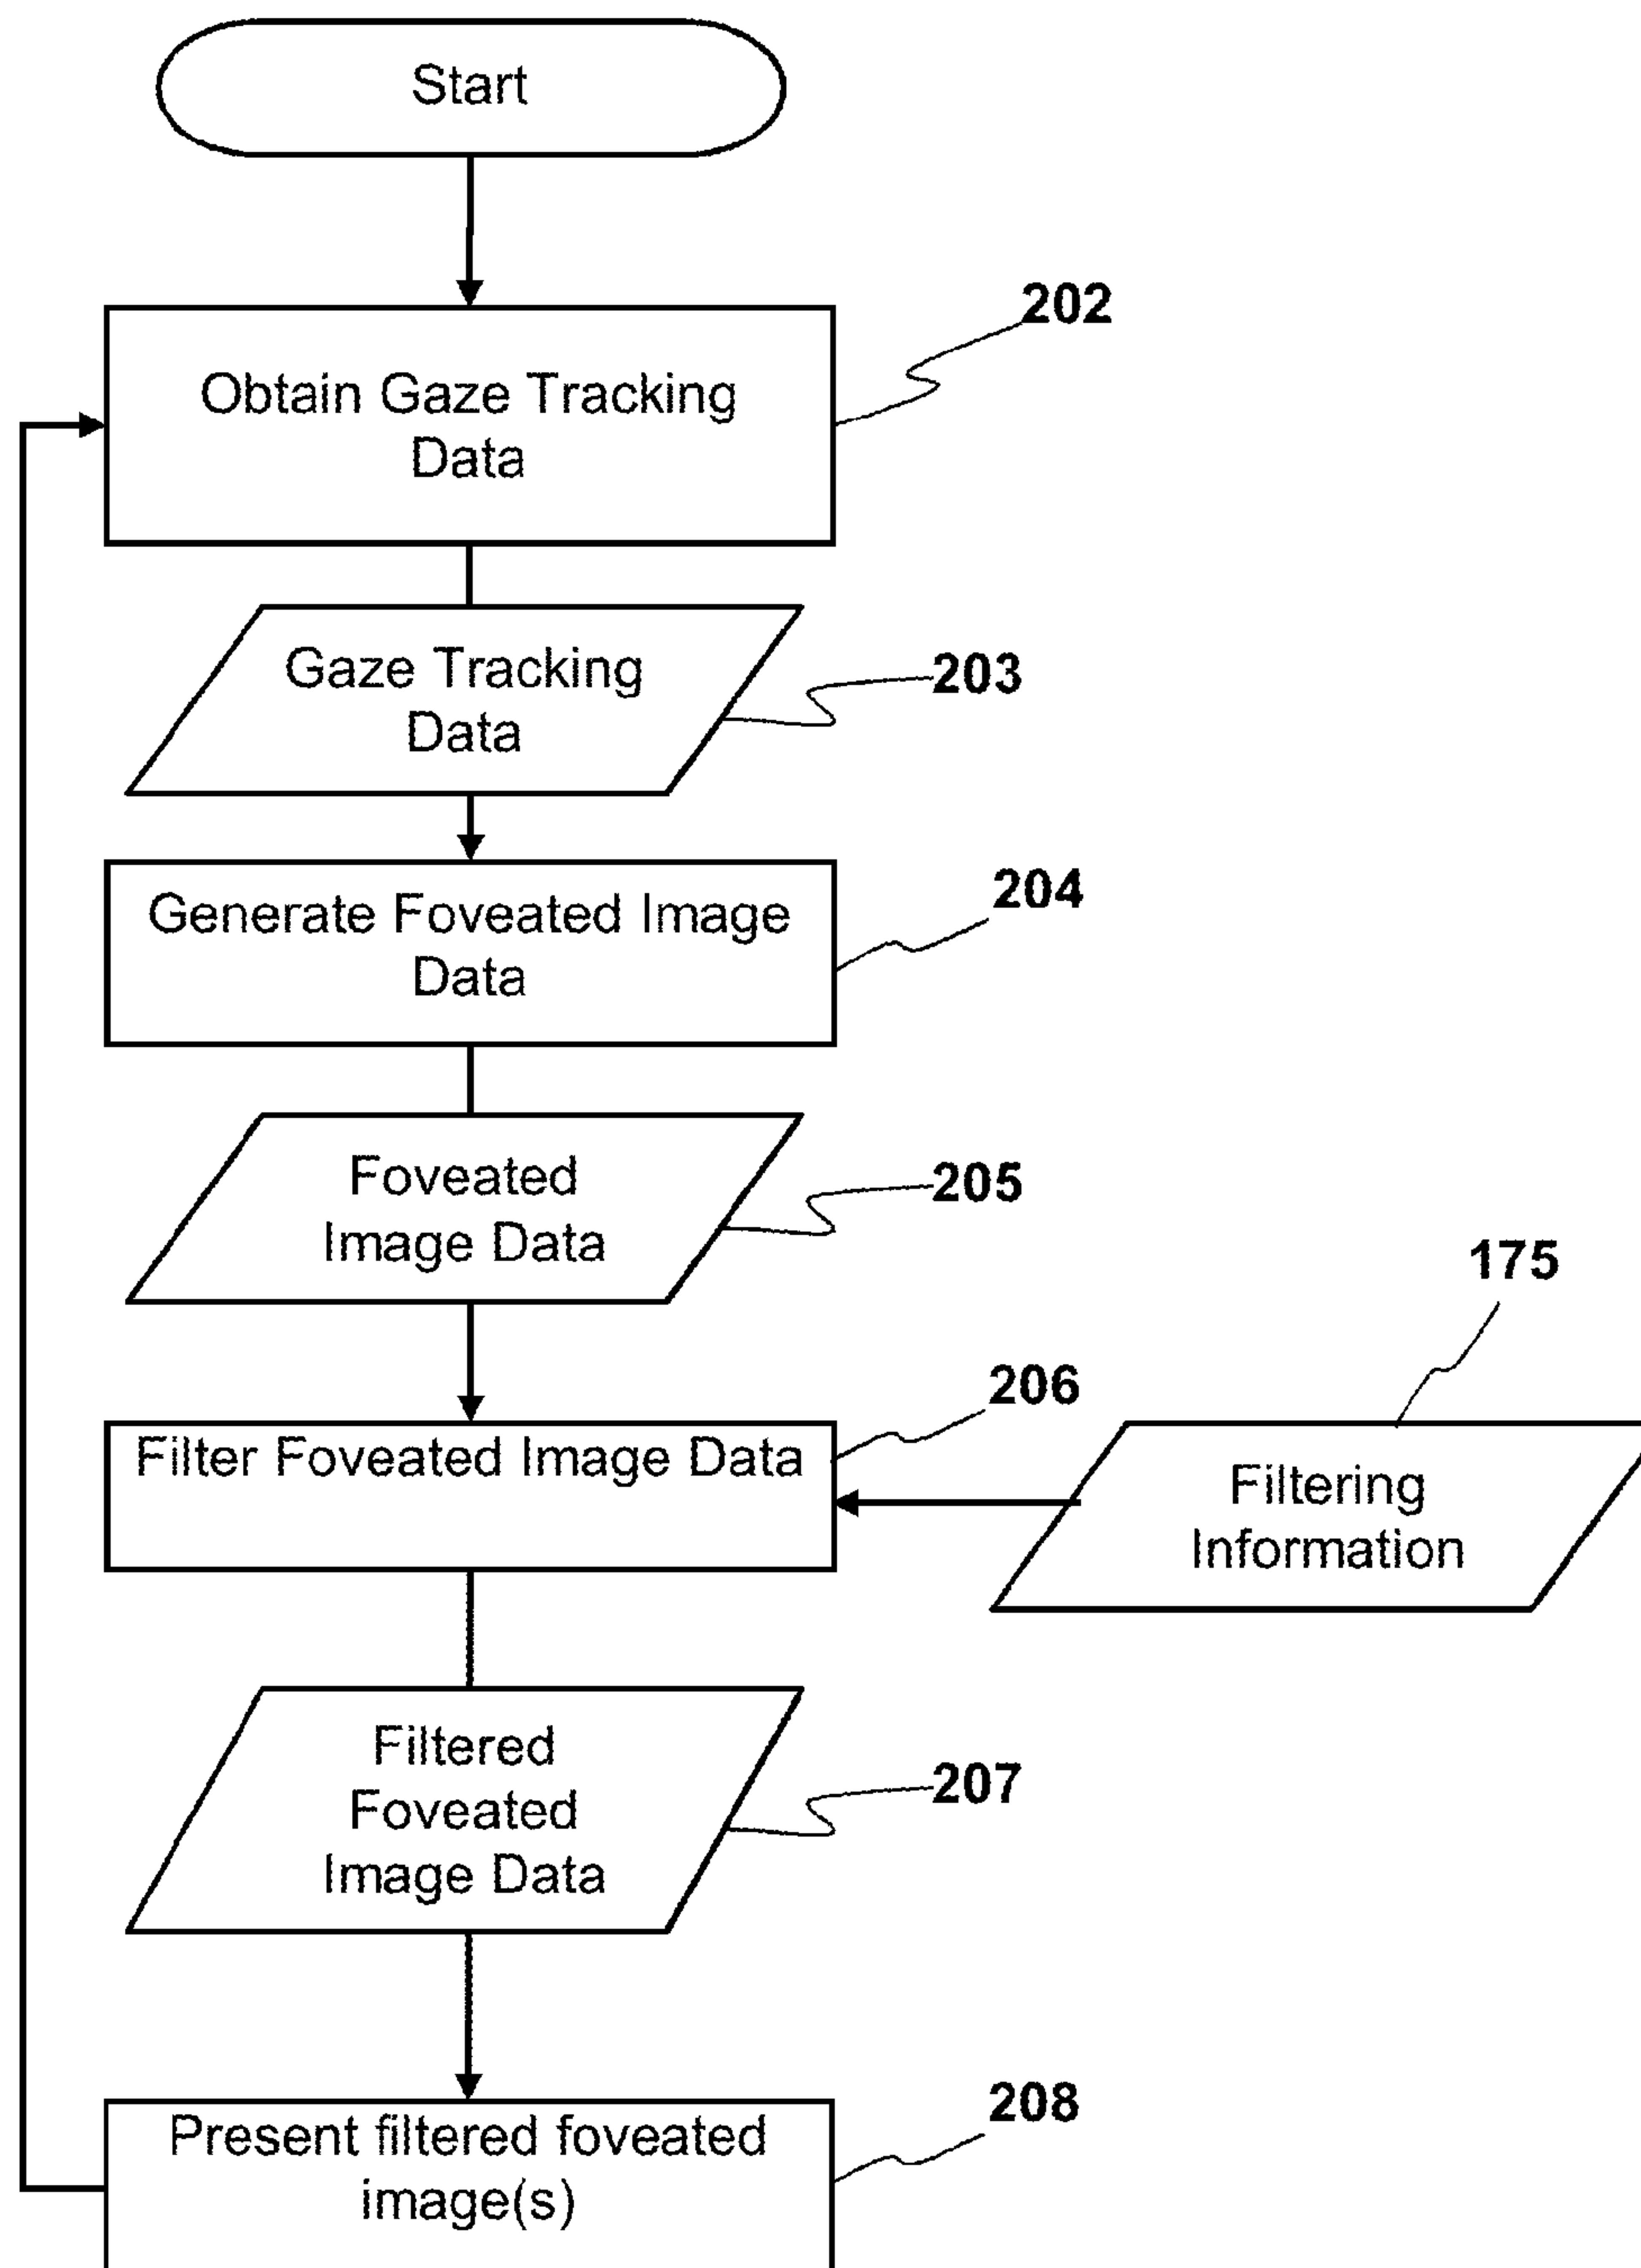 Start
202
Obtain Gaze Tracking
Data
Gaze Tracking
Data
203
204
Generate Foveated Image
Data
Foveated
Image Data
205
175
206
Filter Foveated Image Data
Filtering
Information
Filtered
Foveated
Image Data
207
208
Present filtered foveated
image(s)